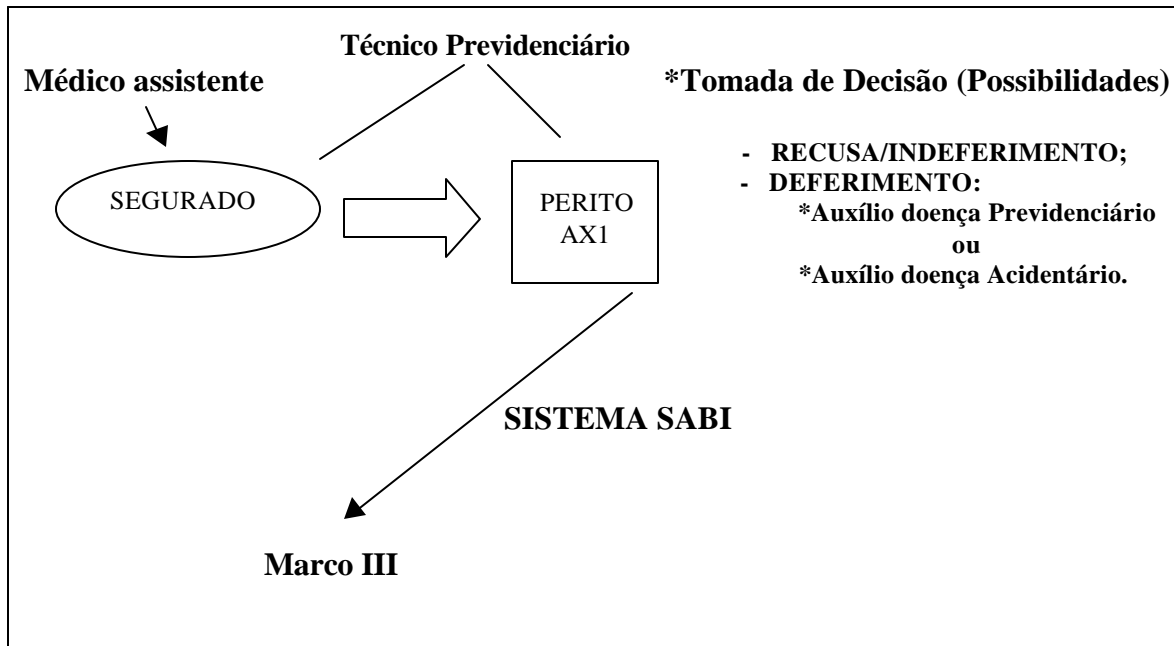 Técnico Previdenciário
Médico assistente
*Tomada de Decisão (Possibilidades)
- RECUSA/INDEFERIMENTO;
- DEFERIMENTO:
*Auxílio doença Previdenciário
ou
*Auxílio doença Acidentário.
SEGURADO
PERITO
AX1
SISTEMA SABI
Marco III